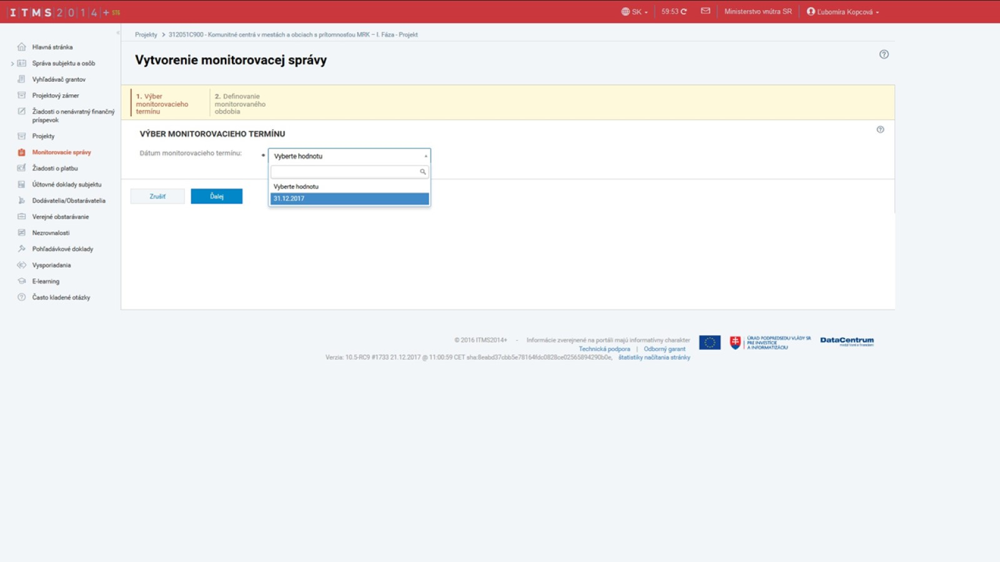 ITMS2014+ STG
SK
59:53
Ministerstvo vnútra SR
Ľubomíra Kopcová
Hlavná stránka
Správa subjektu a osôb
Vyhľadávač grantov
Projektový zámer
Žiadosti o nenávratný finančný
príspevok
Projekty
Monitorovacie správy
Žiadosti o platbu
Účtovné doklady subjektu
Dodávatelia/Obstarávatelia
Verejné obstarávanie
Nezrovnalosti
Pohľadávkové doklady
Vysporiadania
E-learning
Často kladené otázky
Projekty > 312051C900 - Komunitné centrá v mestách a obciach s prítomnosťou MRK – I. Fáza - Projekt
Vytvorenie monitorovacej správy
1. Výber
monitorovacieho
termínu
2. Definovanie
monitorovaného
obdobia
VÝBER MONITOROVACIEHO TERMÍNU
Dátum monitorovacieho termínu:
Vyberte hodnotu
Vyberte hodnotu
31.12.2017
Zrušiť
Ďalej
© 2016 ITMS2014+ - Informácie zverejnené na portáli majú informatívny charakter
Technická podpora | Odborný garant
Verzia: 10.5-RC9 #1733 21.12.2017 @ 11:00:59 CET sha:8eabd37cbb5e78164fdc0828ce02565894290b0e, štatistiky načítania stránky
ÚRAD PODPREDSEDU VLÁDY SR
PRE INVESTÍCIE
A INFORMATIZÁCIU
DataCentrum